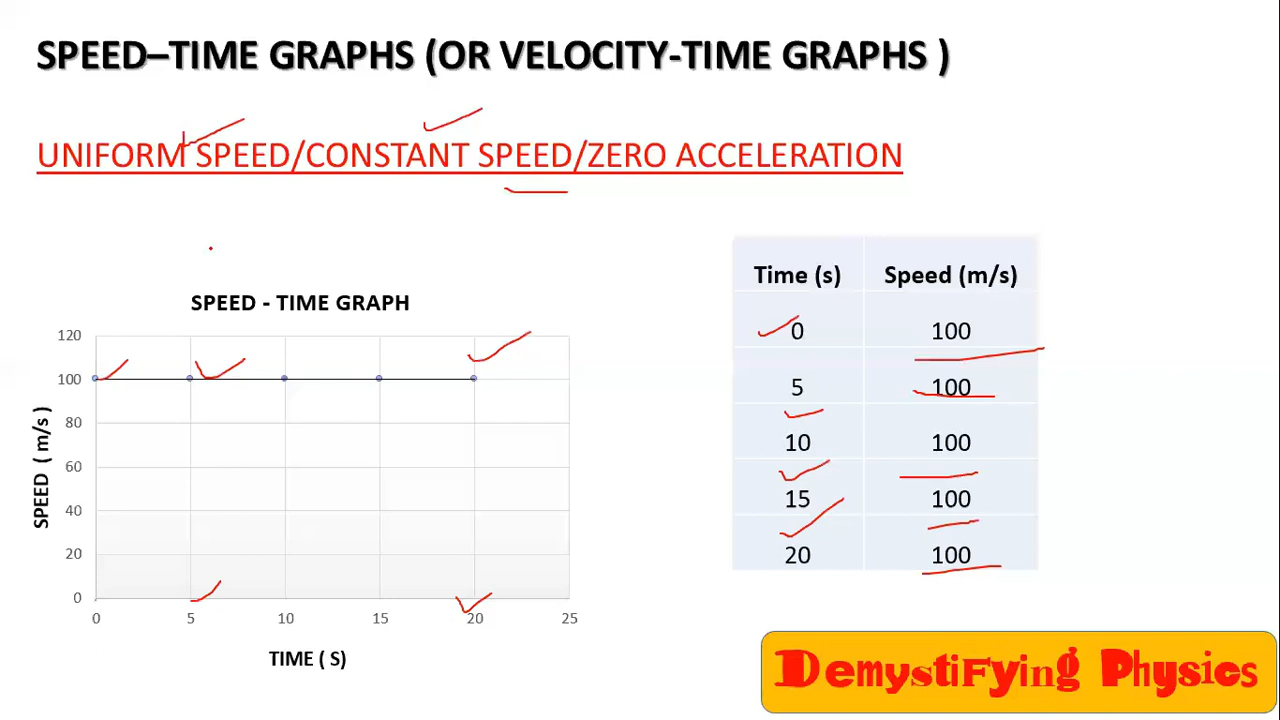 SPEED–TIME GRAPHS (OR VELOCITY-TIME GRAPHS )
UNIFORM SPEED/CONSTANT SPEED/ZERO ACCELERATION
SPEED - TIME GRAPH
120
100
80
60
40
20
0
SPEED ( m/s )
0 5 10 15 20 25
TIME ( S)
Time (s) Speed (m/s)
0 100
5 100
10 100
15 100
20 100
Demystifying Physics